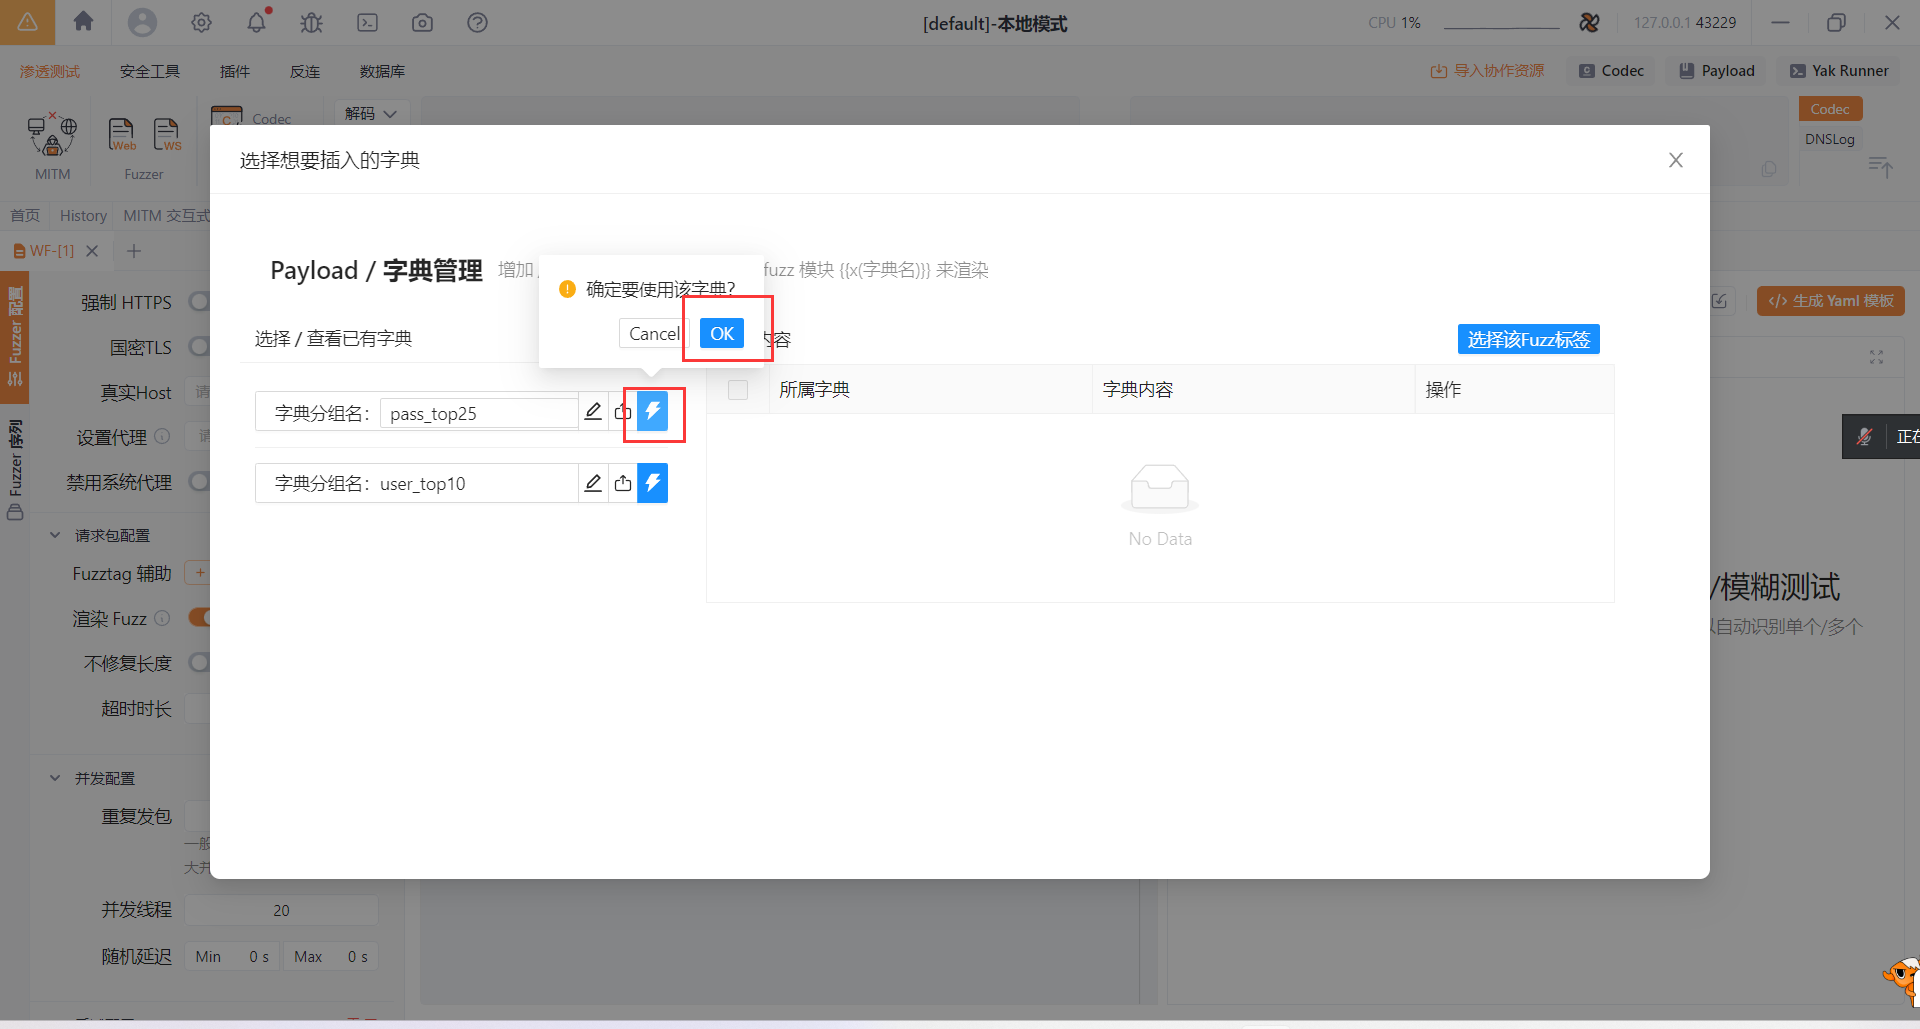 [default]-本地模式
CPU 1%
127.0.0.1 43229
渗透测试
安全工具
插件
反连
数据库
导入协作资源
Codec
Payload
Yak Runner
MITM
Web
WS
Fuzzer
Codec
解码
Codec
DNSLog
首页
History
MITM 交互式
WF-[1]
选择想要插入的字典
Payload / 字典管理
增加
fuzz 模块 {{x(字典名)}} 来渲染
确定要使用该字典?
Cancel
OK
选择 / 查看已有字典
内容
选择该Fuzz标签
字典分组名:
pass_top25
字典分组名: user_top10
所属字典
字典内容
操作
No Data
Fuzzer 配置
Fuzzer 序列
强制 HTTPS
国密TLS
真实Host
请
设置代理
请
禁用系统代理
请求包配置
Fuzztag 辅助
渲染 Fuzz
不修复长度
超时时长
并发配置
重复发包
一般
大并
并发线程
20
随机延迟
Min 0 s
Max 0 s
生成 Yaml 模板
正在
/模糊测试
以自动识别单个/多个